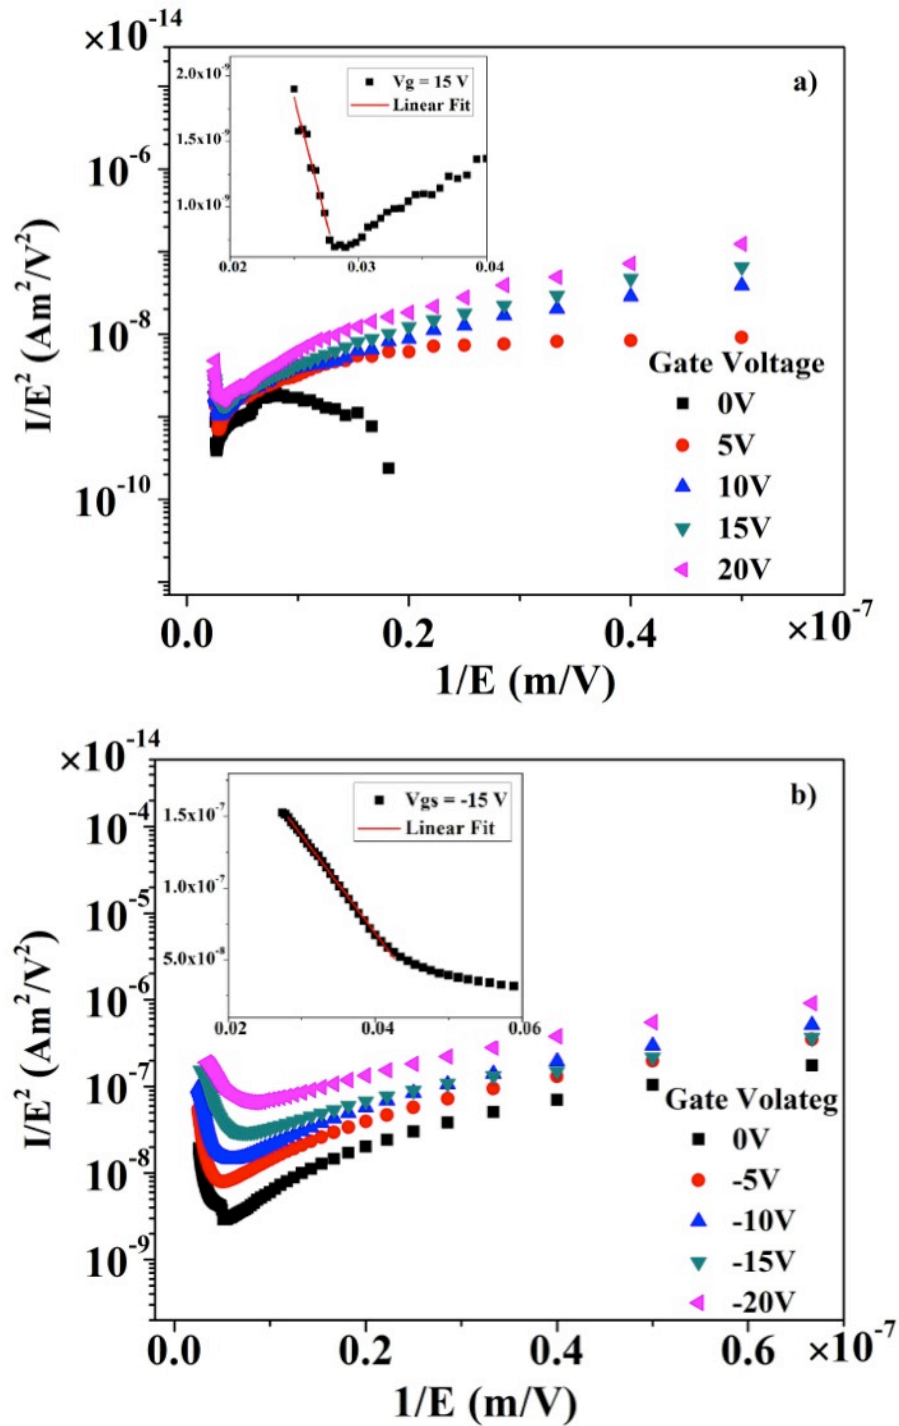 ×10⁻¹⁴
a)
2.0x10⁻⁹
1.5x10⁻⁹
1.0x10⁻⁹
Vg = 15 V
Linear Fit
0.02 0.03 0.04
10⁻⁶
10⁻⁸
10⁻¹⁰
I/E² (Am²/V²)
Gate Voltage
0V
5V
10V
15V
20V
0.0 0.2 0.4 ×10⁻⁷
1/E (m/V)
×10⁻¹⁴
b)
1.5x10⁻⁷
1.0x10⁻⁷
5.0x10⁻⁸
Vgs = -15 V
Linear Fit
0.02 0.04 0.06
10⁻⁴
10⁻⁵
10⁻⁶
10⁻⁷
10⁻⁸
10⁻⁹
I/E² (Am²/V²)
Gate Volateg
0V
-5V
-10V
-15V
-20V
0.0 0.2 0.4 0.6 ×10⁻⁷
1/E (m/V)